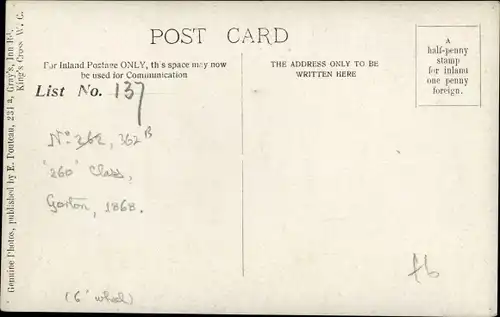 POST CARD
For Inland Postage ONLY, this space may now
be used for Communication
THE ADDRESS ONLY TO BE
WRITTEN HERE
A
half-penny
stamp
for inland
one penny
foreign.
Genuine Photos, published by E. Pouteau, 231a, Gray's Inn Rd.,
King's Cross W. C.
List No. 137
No 262, 362B
'260' Class,
Gorton, 1868.
(6' wheel)
£6